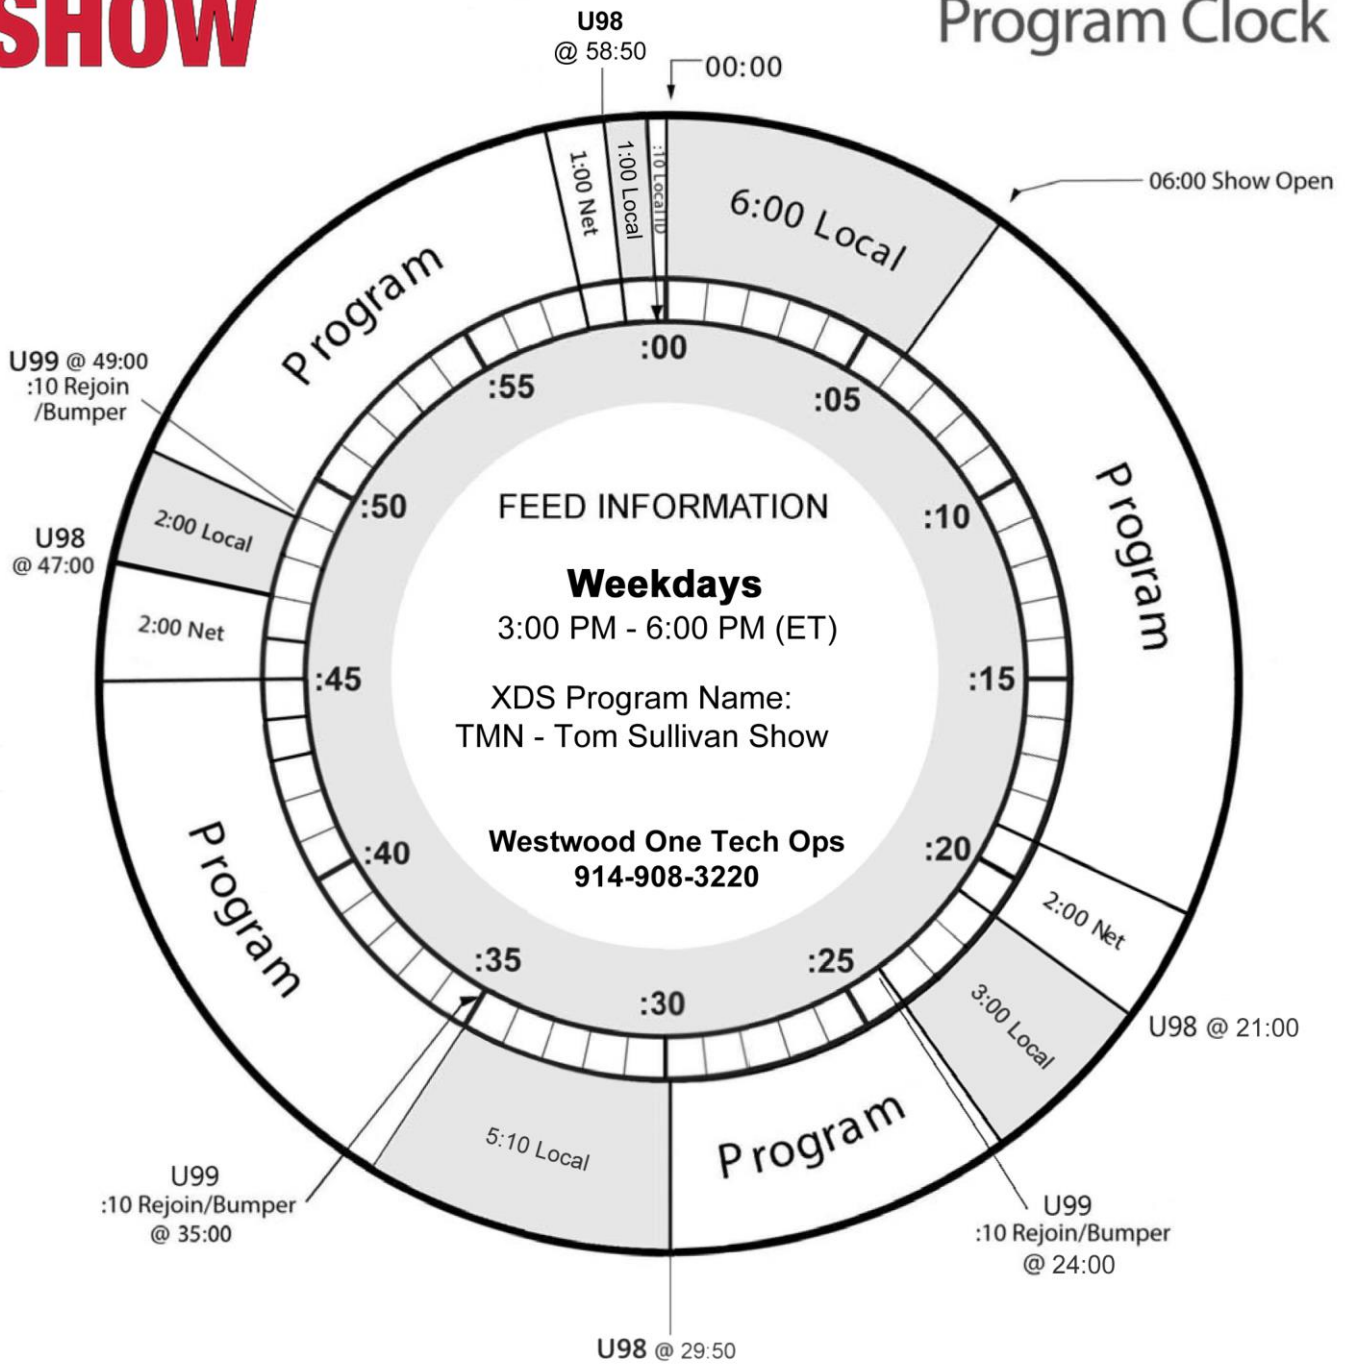 SHOW
Program Clock
U98
@ 58:50
00:00
06:00 Show Open
1:00 Net
1:00 Local
:10 Local ID
6:00 Local
Program
Program
U99 @ 49:00
:10 Rejoin
/Bumper
2:00 Local
U98
@ 47:00
2:00 Net
:00
:05
:10
:15
:20
:25
:30
:35
:40
:45
:50
:55
FEED INFORMATION
Weekdays
3:00 PM - 6:00 PM (ET)
XDS Program Name:
TMN - Tom Sullivan Show
Westwood One Tech Ops
914-908-3220
2:00 Net
U98 @ 21:00
3:00 Local
Program
Program
5:10 Local
U99
:10 Rejoin/Bumper
@ 35:00
U99
:10 Rejoin/Bumper
@ 24:00
U98 @ 29:50